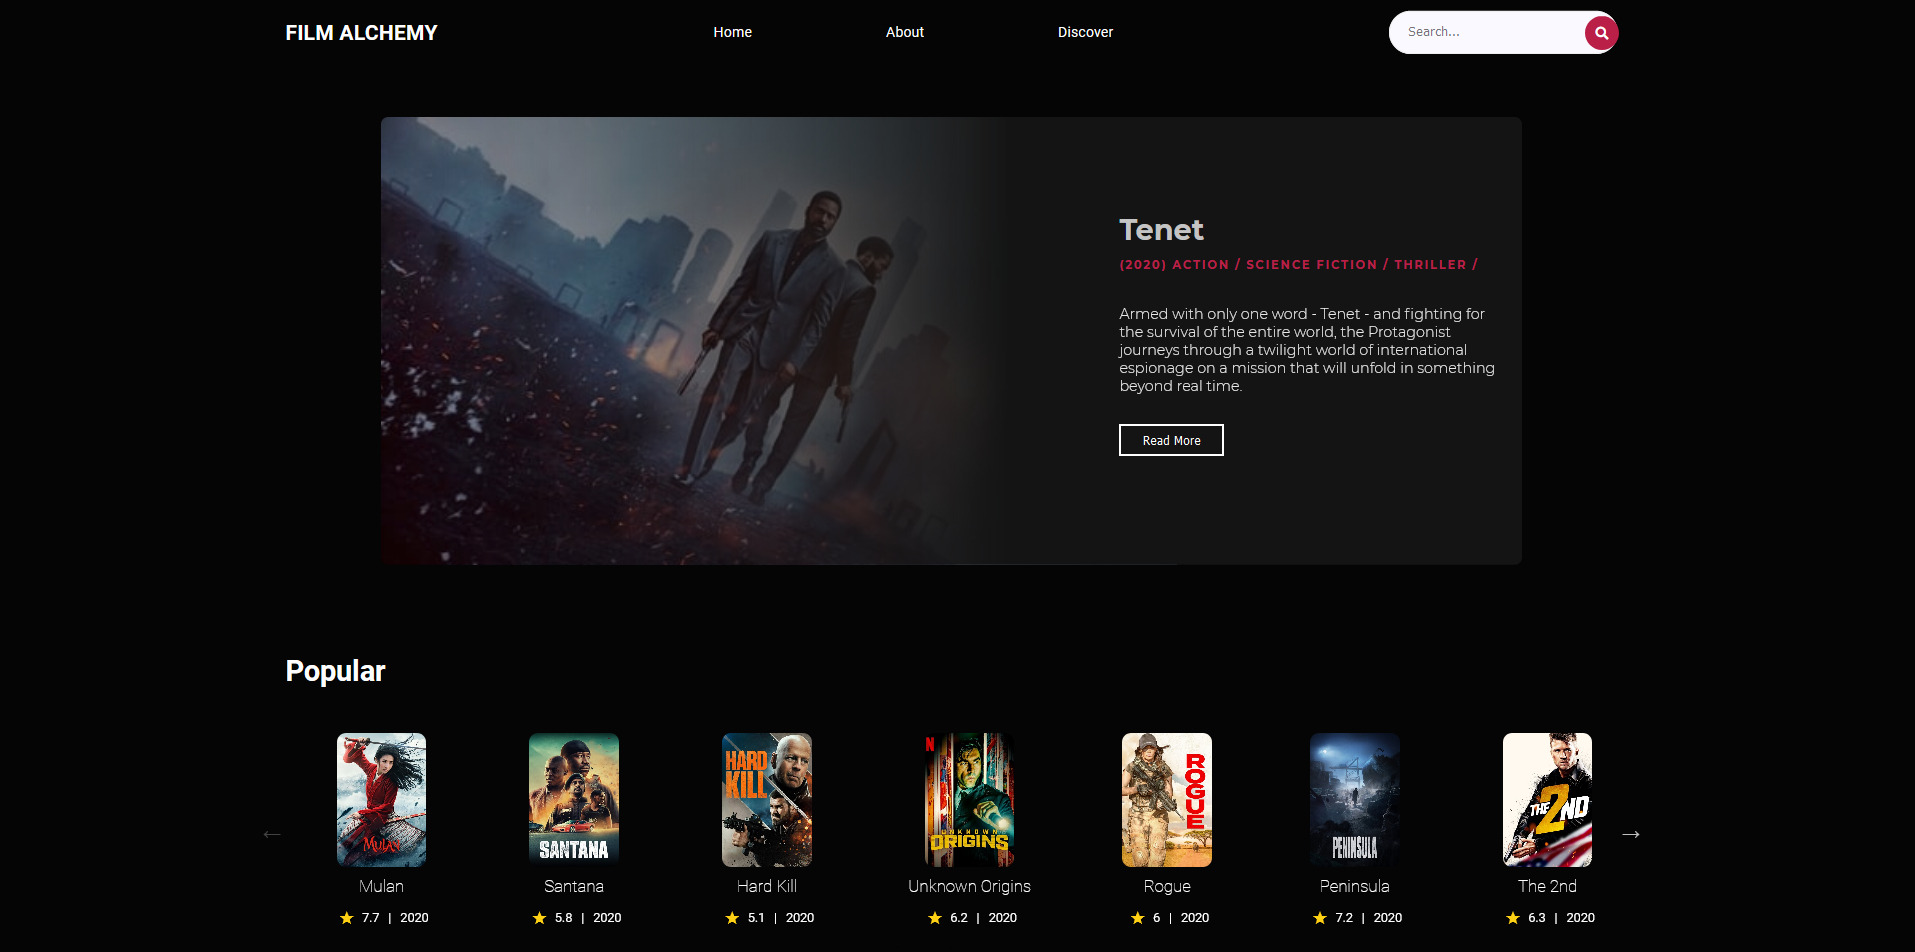 FILM ALCHEMY
Home
About
Discover
Search...
Tenet
(2020) ACTION / SCIENCE FICTION / THRILLER /
Armed with only one word - Tenet - and fighting for
the survival of the entire world, the Protagonist
journeys through a twilight world of international
espionage on a mission that will unfold in something
beyond real time.
Read More
Popular
MULAN
SANTANA
HARD
KILL
N
UNKNOWN
ORIGINS
ROGUE
PENINSULA
THE 2ND
←
→
Mulan
Santana
Hard Kill
Unknown Origins
Rogue
Peninsula
The 2nd
★ 7.7 | 2020
★ 5.8 | 2020
★ 5.1 | 2020
★ 6.2 | 2020
★ 6 | 2020
★ 7.2 | 2020
★ 6.3 | 2020